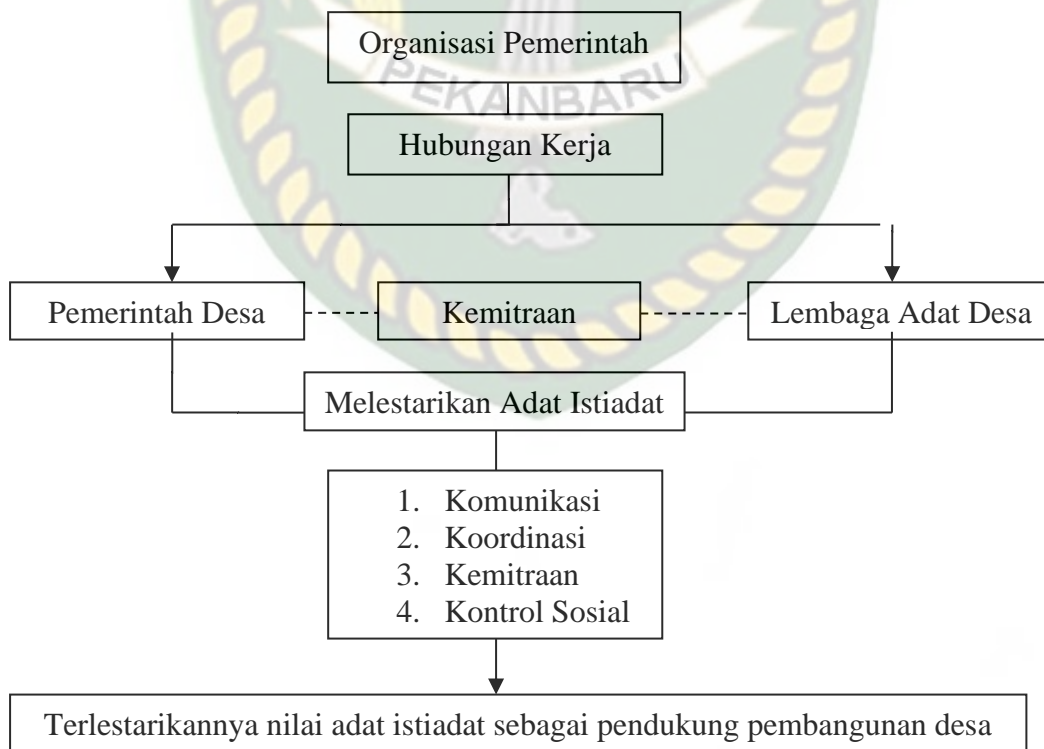 Organisasi Pemerintah
PEKANBARU
Hubungan Kerja
Pemerintah Desa
Kemitraan
Lembaga Adat Desa
Melestarikan Adat Istiadat
1. Komunikasi
2. Koordinasi
3. Kemitraan
4. Kontrol Sosial
Terlestarikannya nilai adat istiadat sebagai pendukung pembangunan desa